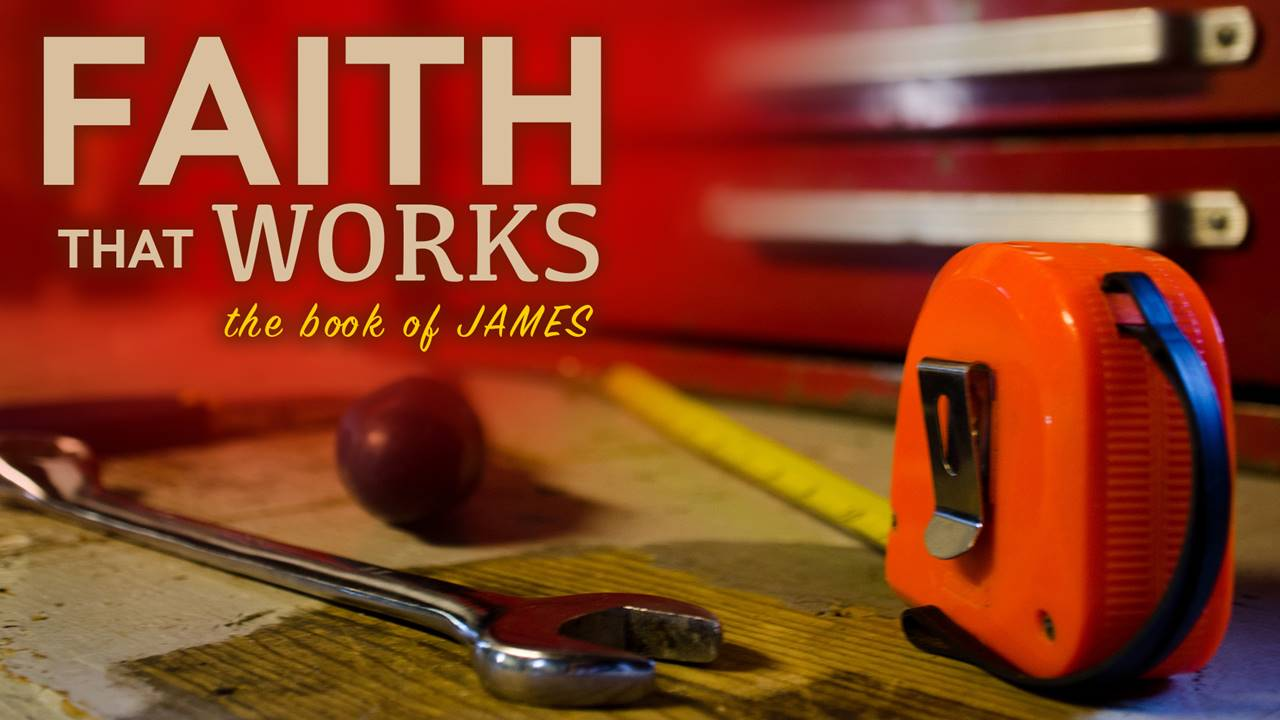 FAITH
THAT WORKS
the book of JAMES